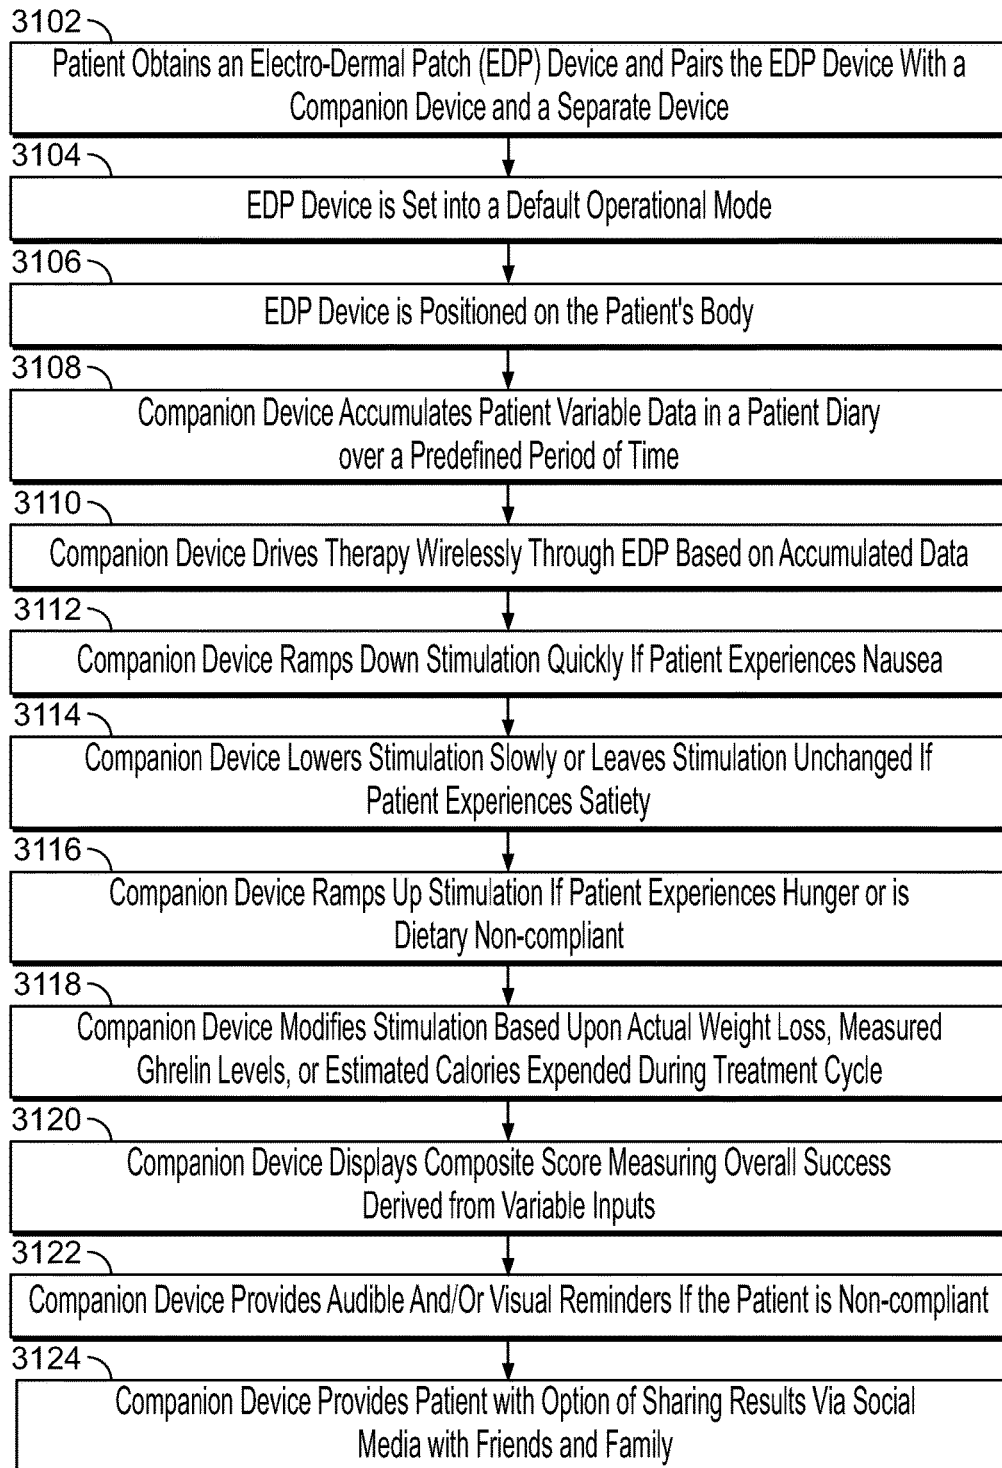 3102
Patient Obtains an Electro-Dermal Patch (EDP) Device and Pairs the EDP Device With a
Companion Device and a Separate Device
3104
EDP Device is Set into a Default Operational Mode
3106
EDP Device is Positioned on the Patient's Body
3108
Companion Device Accumulates Patient Variable Data in a Patient Diary
over a Predefined Period of Time
3110
Companion Device Drives Therapy Wirelessly Through EDP Based on Accumulated Data
3112
Companion Device Ramps Down Stimulation Quickly If Patient Experiences Nausea
3114
Companion Device Lowers Stimulation Slowly or Leaves Stimulation Unchanged If
Patient Experiences Satiety
3116
Companion Device Ramps Up Stimulation If Patient Experiences Hunger or is
Dietary Non-compliant
3118
Companion Device Modifies Stimulation Based Upon Actual Weight Loss, Measured
Ghrelin Levels, or Estimated Calories Expended During Treatment Cycle
3120
Companion Device Displays Composite Score Measuring Overall Success
Derived from Variable Inputs
3122
Companion Device Provides Audible And/Or Visual Reminders If the Patient is Non-compliant
3124
Companion Device Provides Patient with Option of Sharing Results Via Social
Media with Friends and Family